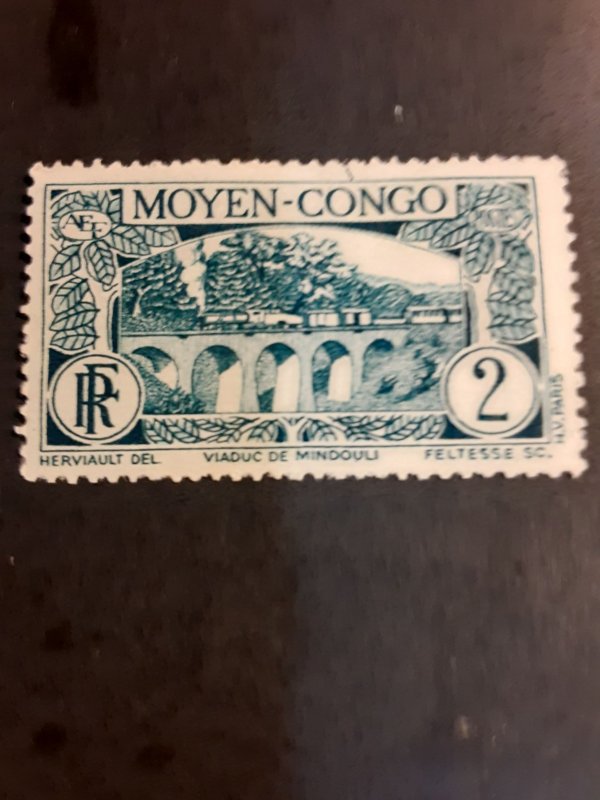 MOYEN-CONGO
AEF
RF
2
HERVIAULT DEL. VIADUC DE MINDOULI FELTESSE SC.
H.V. PARIS